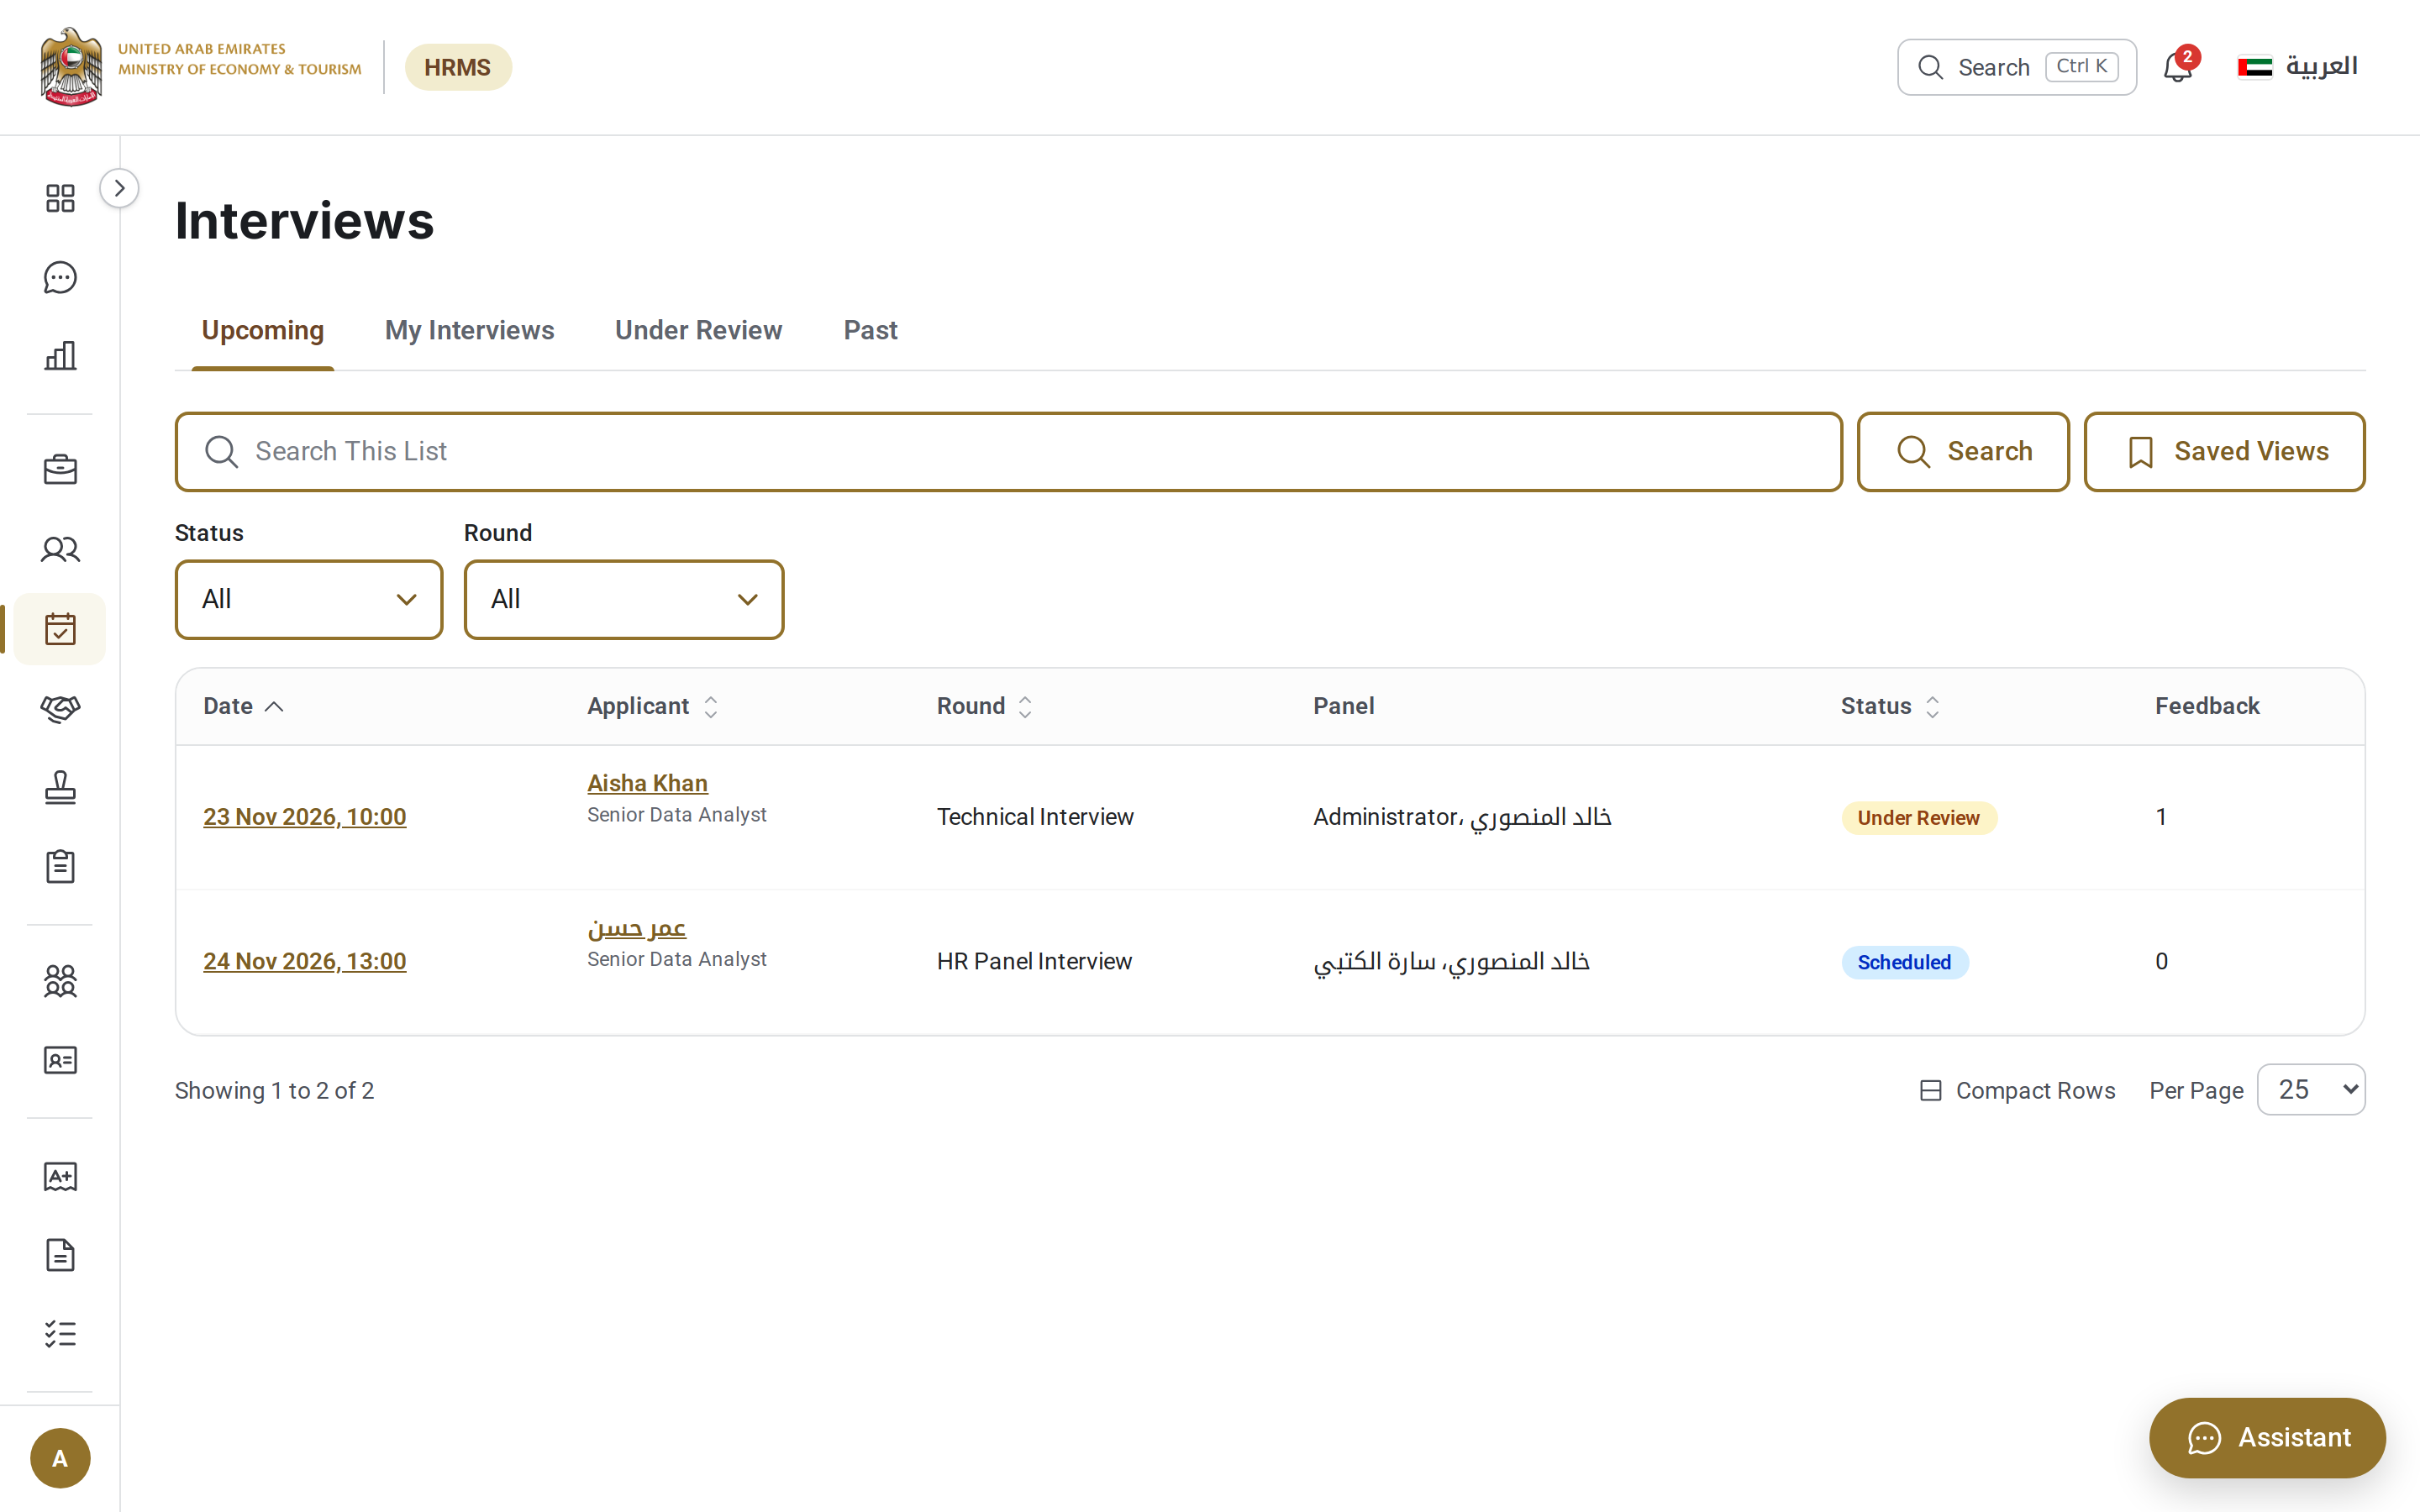 UNITED ARAB EMIRATES
MINISTRY OF ECONOMY & TOURISM
HRMS
Search Ctrl K
2
العربية
Interviews
Upcoming My Interviews Under Review Past
Search This List
Search
Saved Views
Status Round
All All
Date Applicant Round Panel Status Feedback
Aisha Khan
Senior Data Analyst
23 Nov 2026, 10:00 Technical Interview Administrator، خالد المنصوري Under Review 1
عمر حسن
Senior Data Analyst
24 Nov 2026, 13:00 HR Panel Interview خالد المنصوري، سارة الكتبي Scheduled 0
Showing 1 to 2 of 2
Compact Rows Per Page 25
A+
A
Assistant